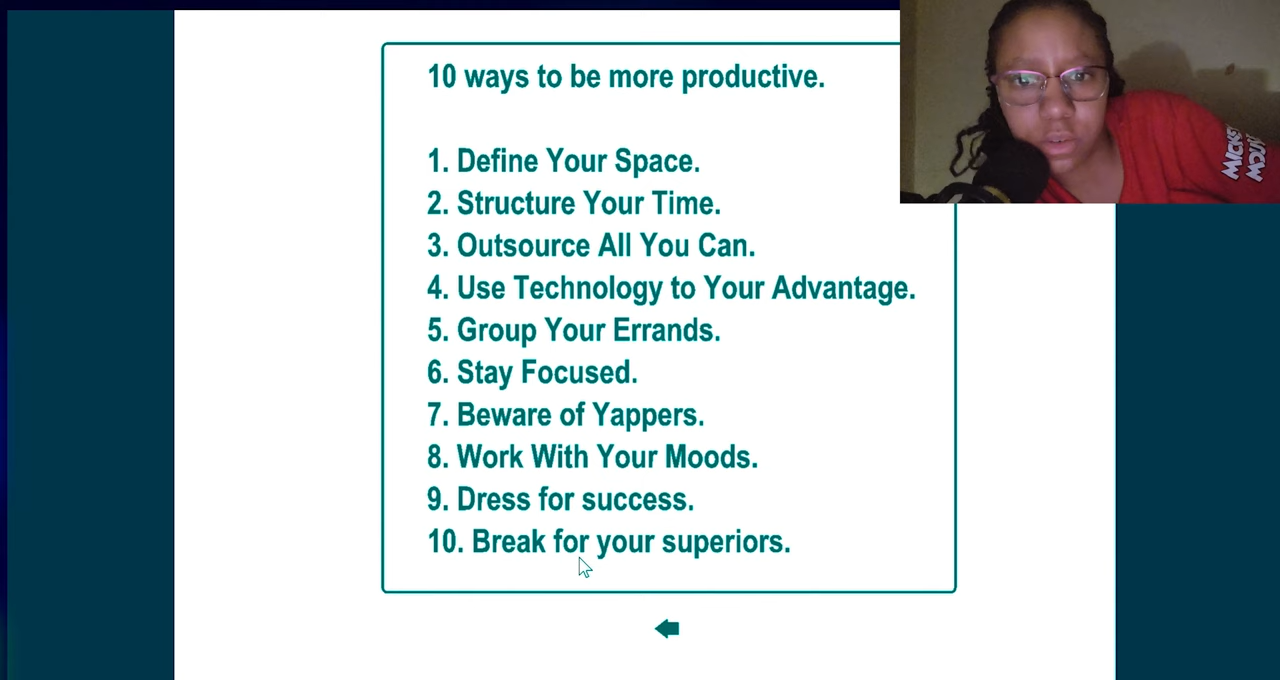 10 ways to be more productive.
1. Define Your Space.
2. Structure Your Time.
3. Outsource All You Can.
4. Use Technology to Your Advantage.
5. Group Your Errands.
6. Stay Focused.
7. Beware of Yappers.
8. Work With Your Moods.
9. Dress for success.
10. Break for your superiors.
MICKEY
MOUSE